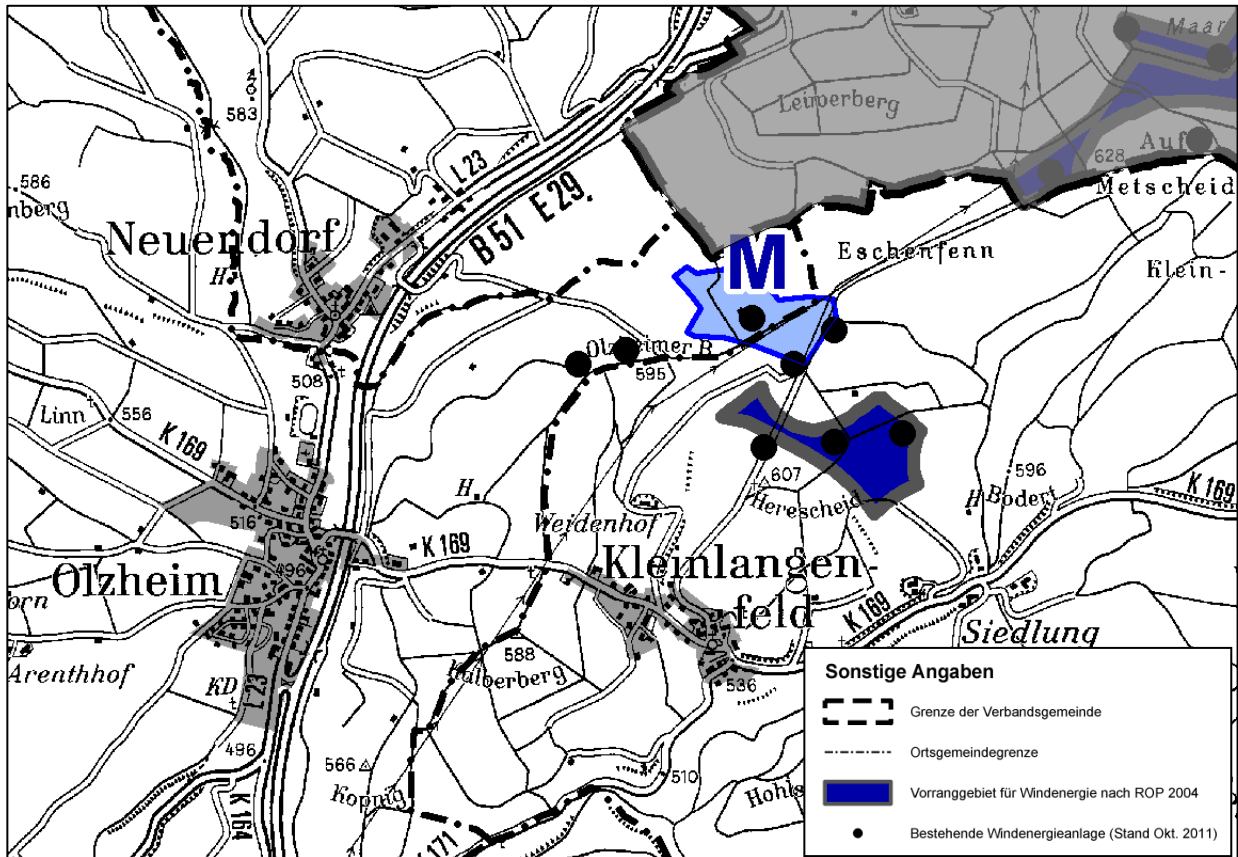 Maar
Leiperberg
583
L 23
B 51 E 29
Auf
628
Metscheid
586
nberg
Neuendorf
H
M
Eschenfenn
Klein-
Olzheimer B.
595
508
Linn
556
K 169
607
Herescheid
596
H
Bodert
K 169
H
516
Weidenhof
K 169
Olzheim
496
Kleinlangen-
feld
orn
K 169
Siedlung
Arenthhof
588
KD
L 23
536
496
566
Kopnig
510
Hohls
K 164
K 171
Sonstige Angaben
Grenze der Verbandsgemeinde
Ortsgemeindegrenze
Vorranggebiet für Windenergie nach ROP 2004
Bestehende Windenergieanlage (Stand Okt. 2011)